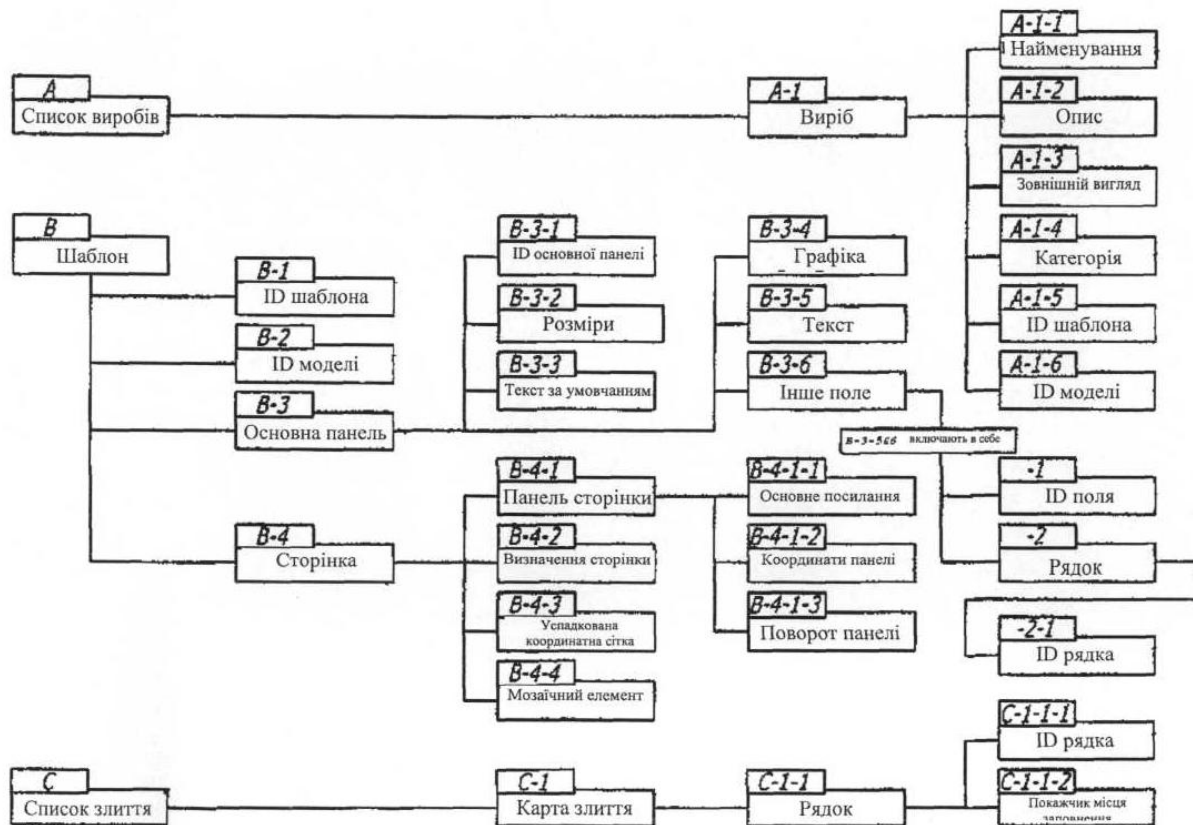 A
Список виробів
A-1
Виріб
A-1-1
Найменування
A-1-2
Опис
A-1-3
Зовнішній вигляд
A-1-4
Категорія
A-1-5
ID шаблона
A-1-6
ID моделі
B
Шаблон
B-1
ID шаблона
B-2
ID моделі
B-3
Основна панель
B-3-1
ID основної панелі
B-3-2
Розміри
B-3-3
Текст за умовчанням
B-3-4
Графіка
B-3-5
Текст
B-3-6
Інше поле
B-3-5&6 включають в себе
-1
ID поля
-2
Рядок
-2-1
ID рядка
B-4
Сторінка
B-4-1
Панель сторінки
B-4-2
Визначення сторінки
B-4-3
Успадкована
координатна сітка
B-4-4
Мозаїчний елемент
B-4-1-1
Основне посилання
B-4-1-2
Координати панелі
B-4-1-3
Поворот панелі
C
Список злиття
C-1
Карта злиття
C-1-1
Рядок
C-1-1-1
ID рядка
C-1-1-2
Покажчик місця
заповнення